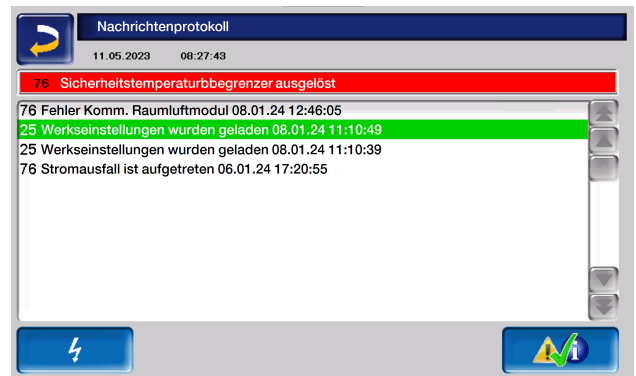 Nachrichtenprotokoll
11.05.2023 08:27:43
76 Sicherheitstemperaturbbegrenzer ausgelöst
76 Fehler Komm. Raumluftmodul 08.01.24 12:46:05
25 Werkseinstellungen wurden geladen 08.01.24 11:10:49
25 Werkseinstellungen wurden geladen 08.01.24 11:10:39
76 Stromausfall ist aufgetreten 06.01.24 17:20:55